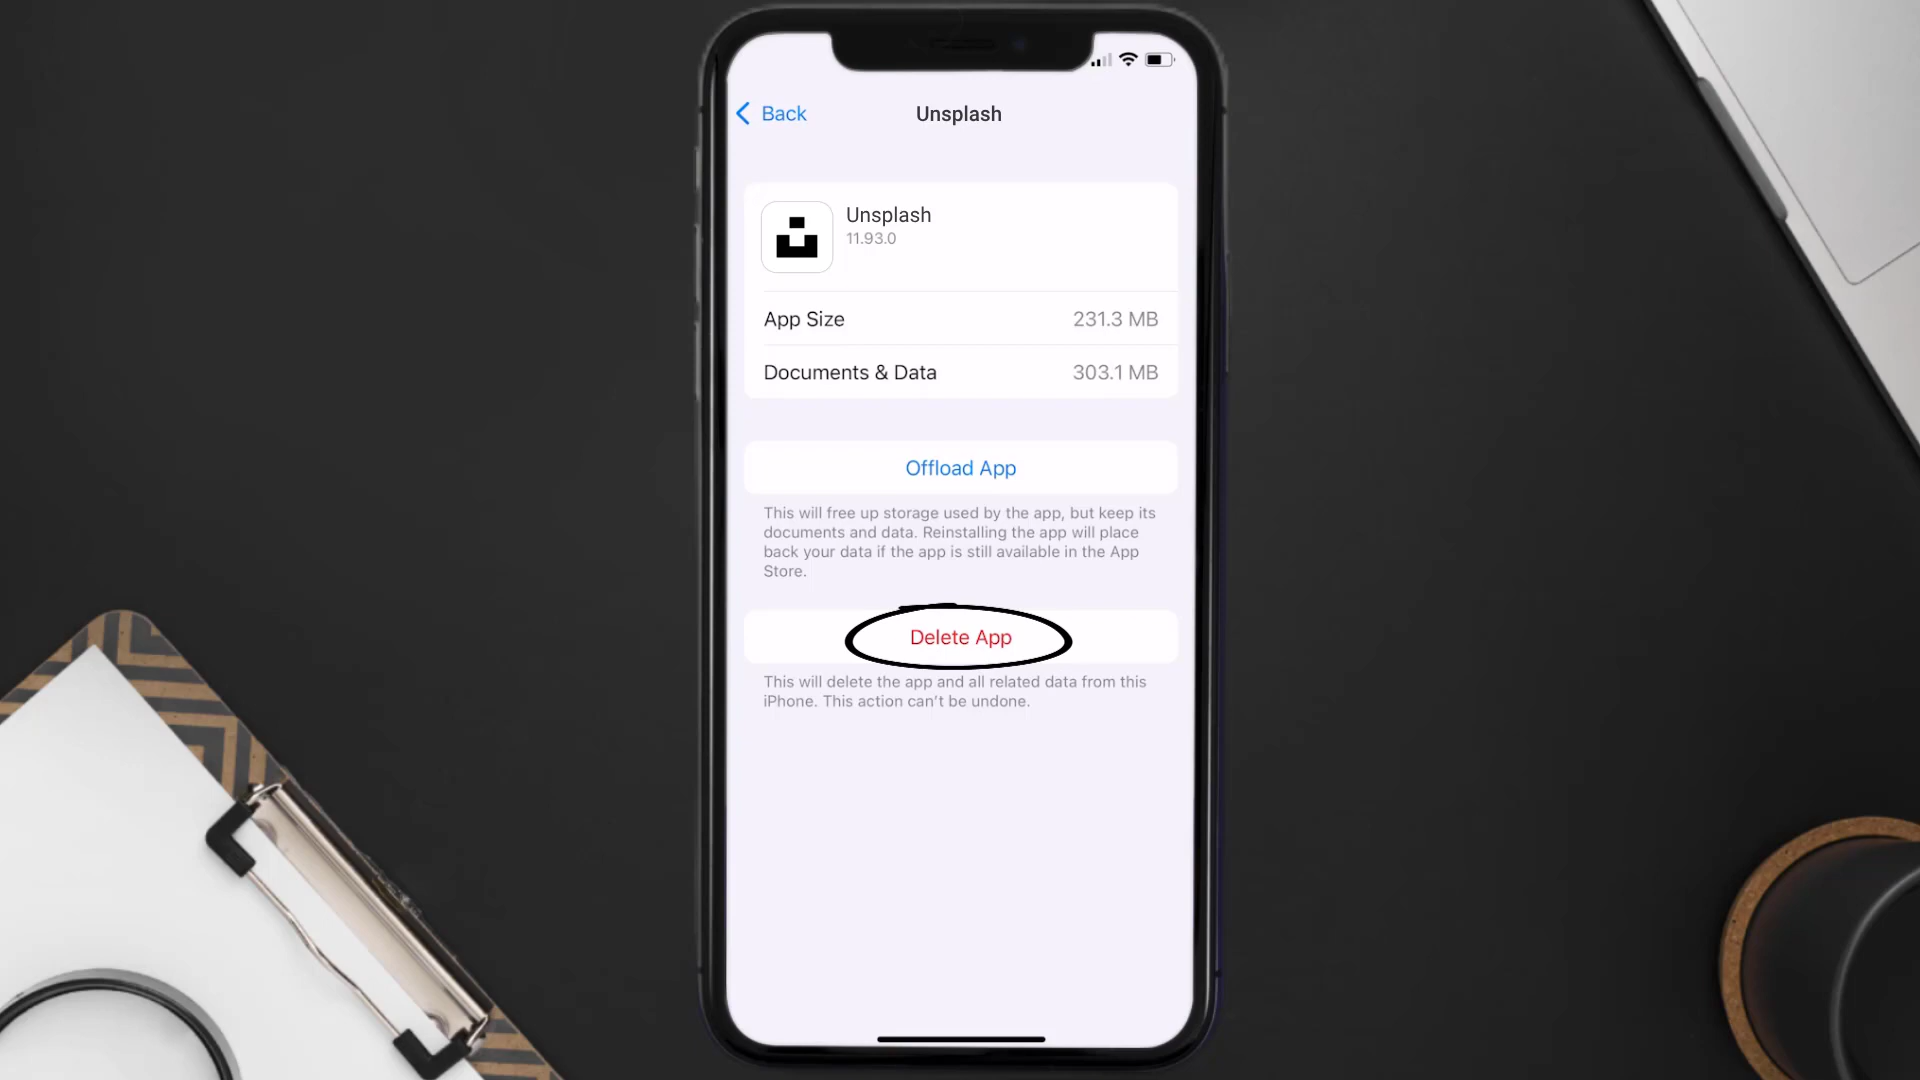 Back
Unsplash
Unsplash
11.93.0
App Size 231.3 MB
Documents & Data 303.1 MB
Offload App
This will free up storage used by the app, but keep its
documents and data. Reinstalling the app will place
back your data if the app is still available in the App
Store.
Delete App
This will delete the app and all related data from this
iPhone. This action can’t be undone.